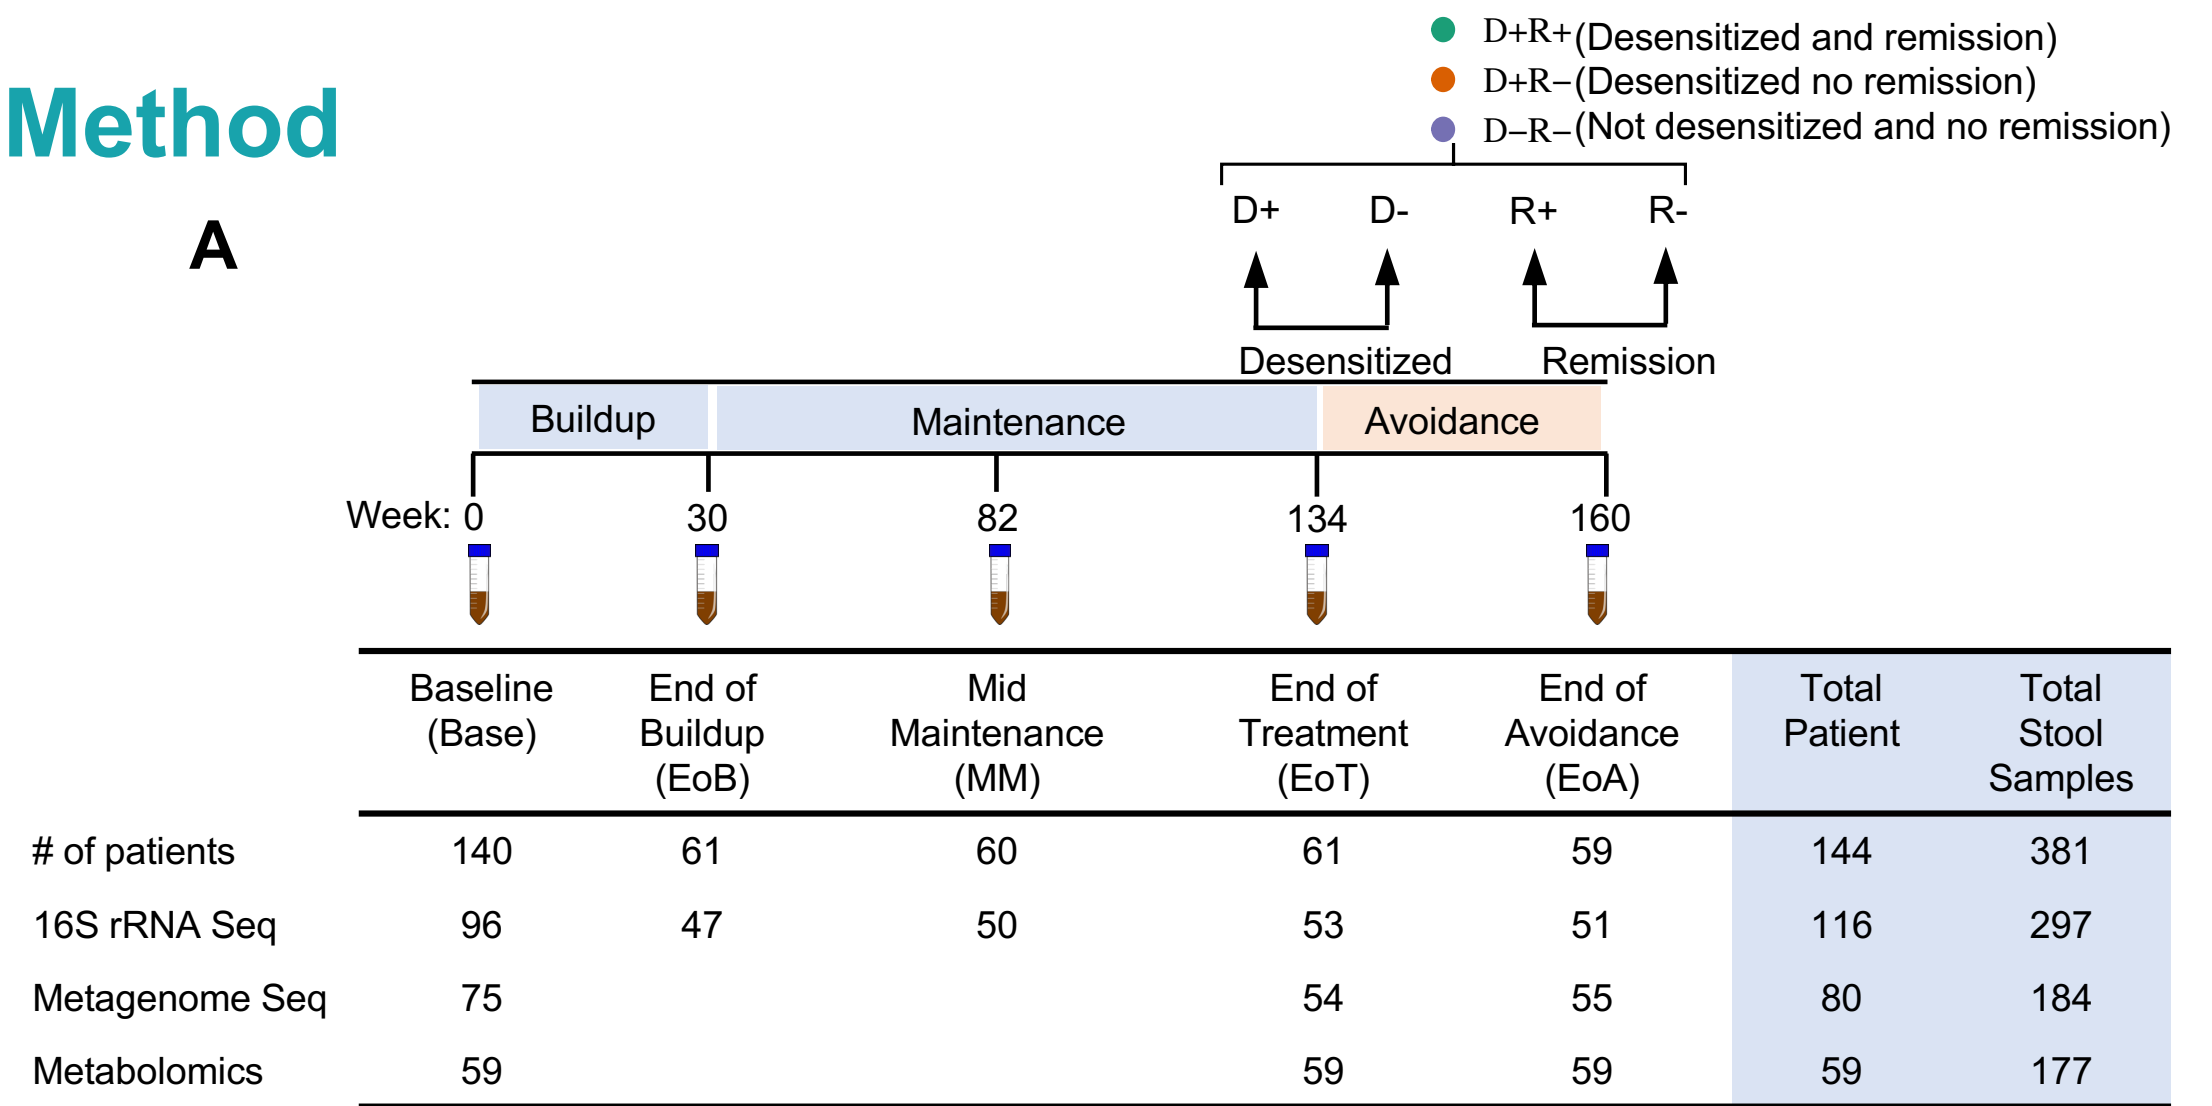 D+R+(Desensitized and remission)
D+R−(Desensitized no remission)
D−R−(Not desensitized and no remission)
Method
A
D+ D- R+ R-
Desensitized Remission
Buildup Maintenance Avoidance
Week: 0 30 82 134 160
Baseline End of Mid End of End of Total Total
(Base) Buildup Maintenance Treatment Avoidance Patient Stool
(EoB) (MM) (EoT) (EoA) Samples
# of patients 140 61 60 61 59 144 381
16S rRNA Seq 96 47 50 53 51 116 297
Metagenome Seq 75 54 55 80 184
Metabolomics 59 59 59 59 177